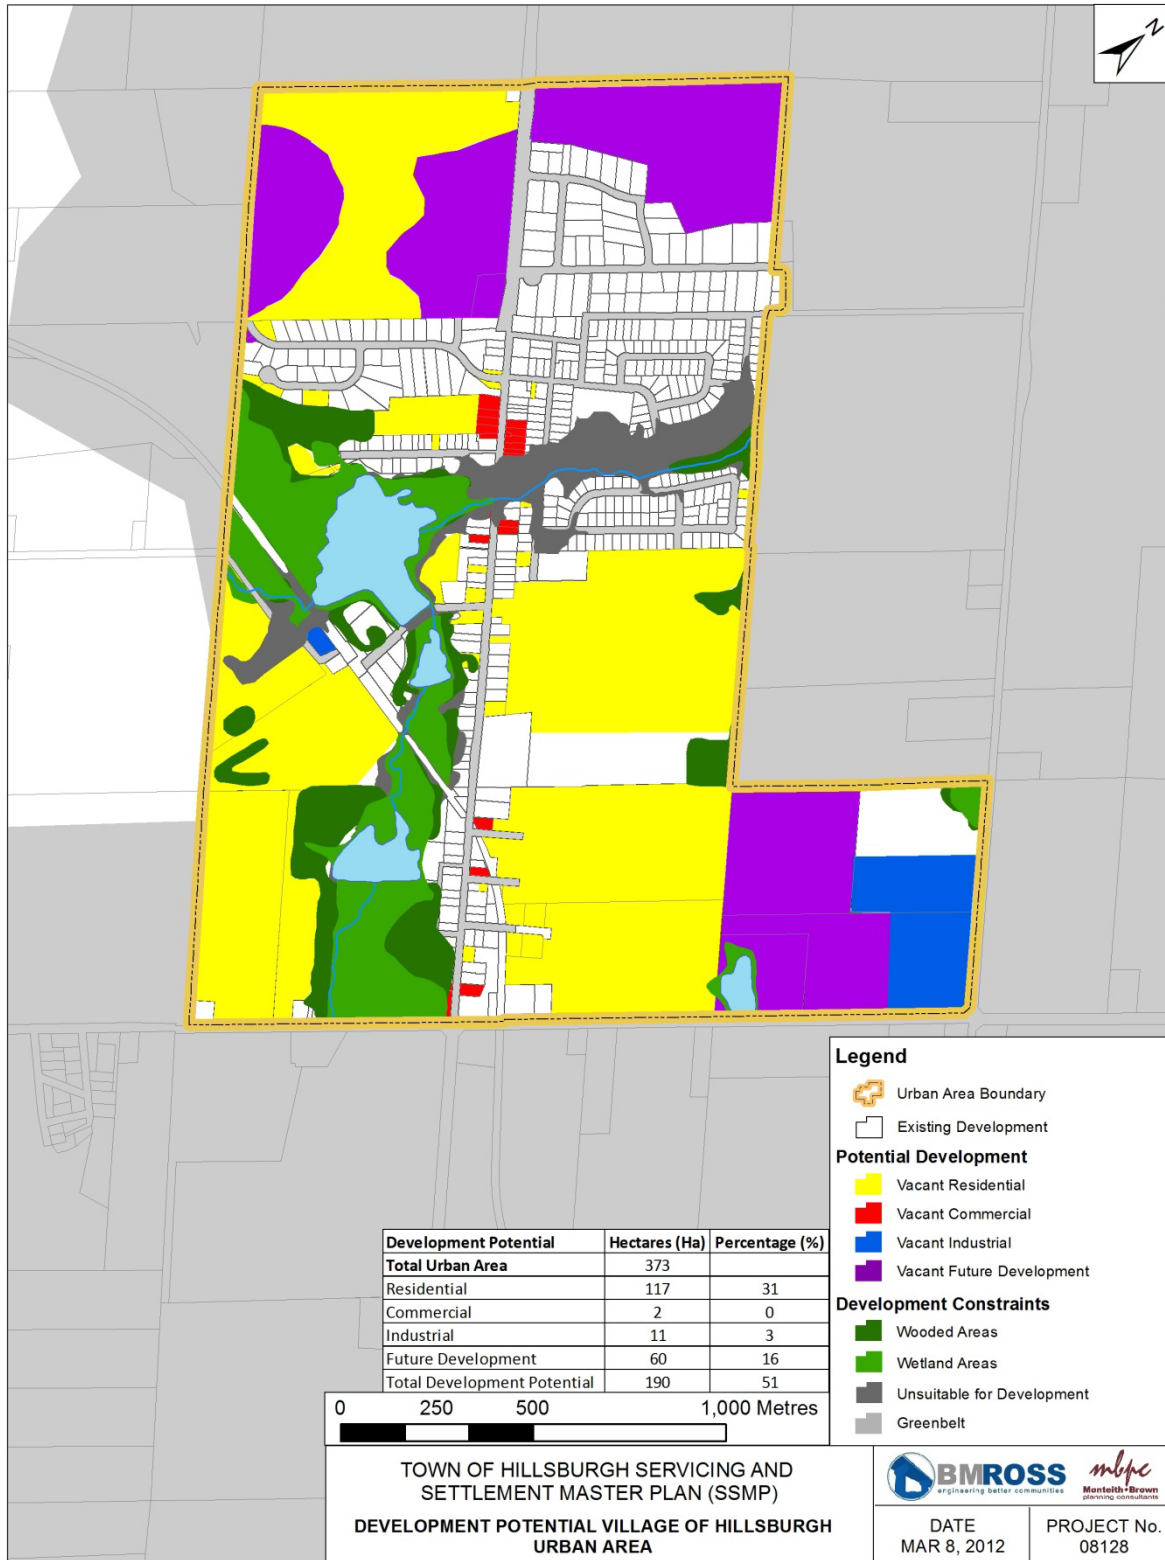 N
Legend
Urban Area Boundary
Existing Development
Potential Development
Vacant Residential
Vacant Commercial
Vacant Industrial
Vacant Future Development
Development Constraints
Wooded Areas
Wetland Areas
Unsuitable for Development
Greenbelt
Development Potential Hectares (Ha) Percentage (%)
Total Urban Area 373
Residential 117 31
Commercial 2 0
Industrial 11 3
Future Development 60 16
Total Development Potential 190 51
0 250 500 1,000 Metres
TOWN OF HILLSBURGH SERVICING AND
SETTLEMENT MASTER PLAN (SSMP)
DEVELOPMENT POTENTIAL VILLAGE OF HILLSBURGH
URBAN AREA
BMROSS
engineering better communities
mbpc
Monteith•Brown
planning consultants
DATE
MAR 8, 2012
PROJECT No.
08128